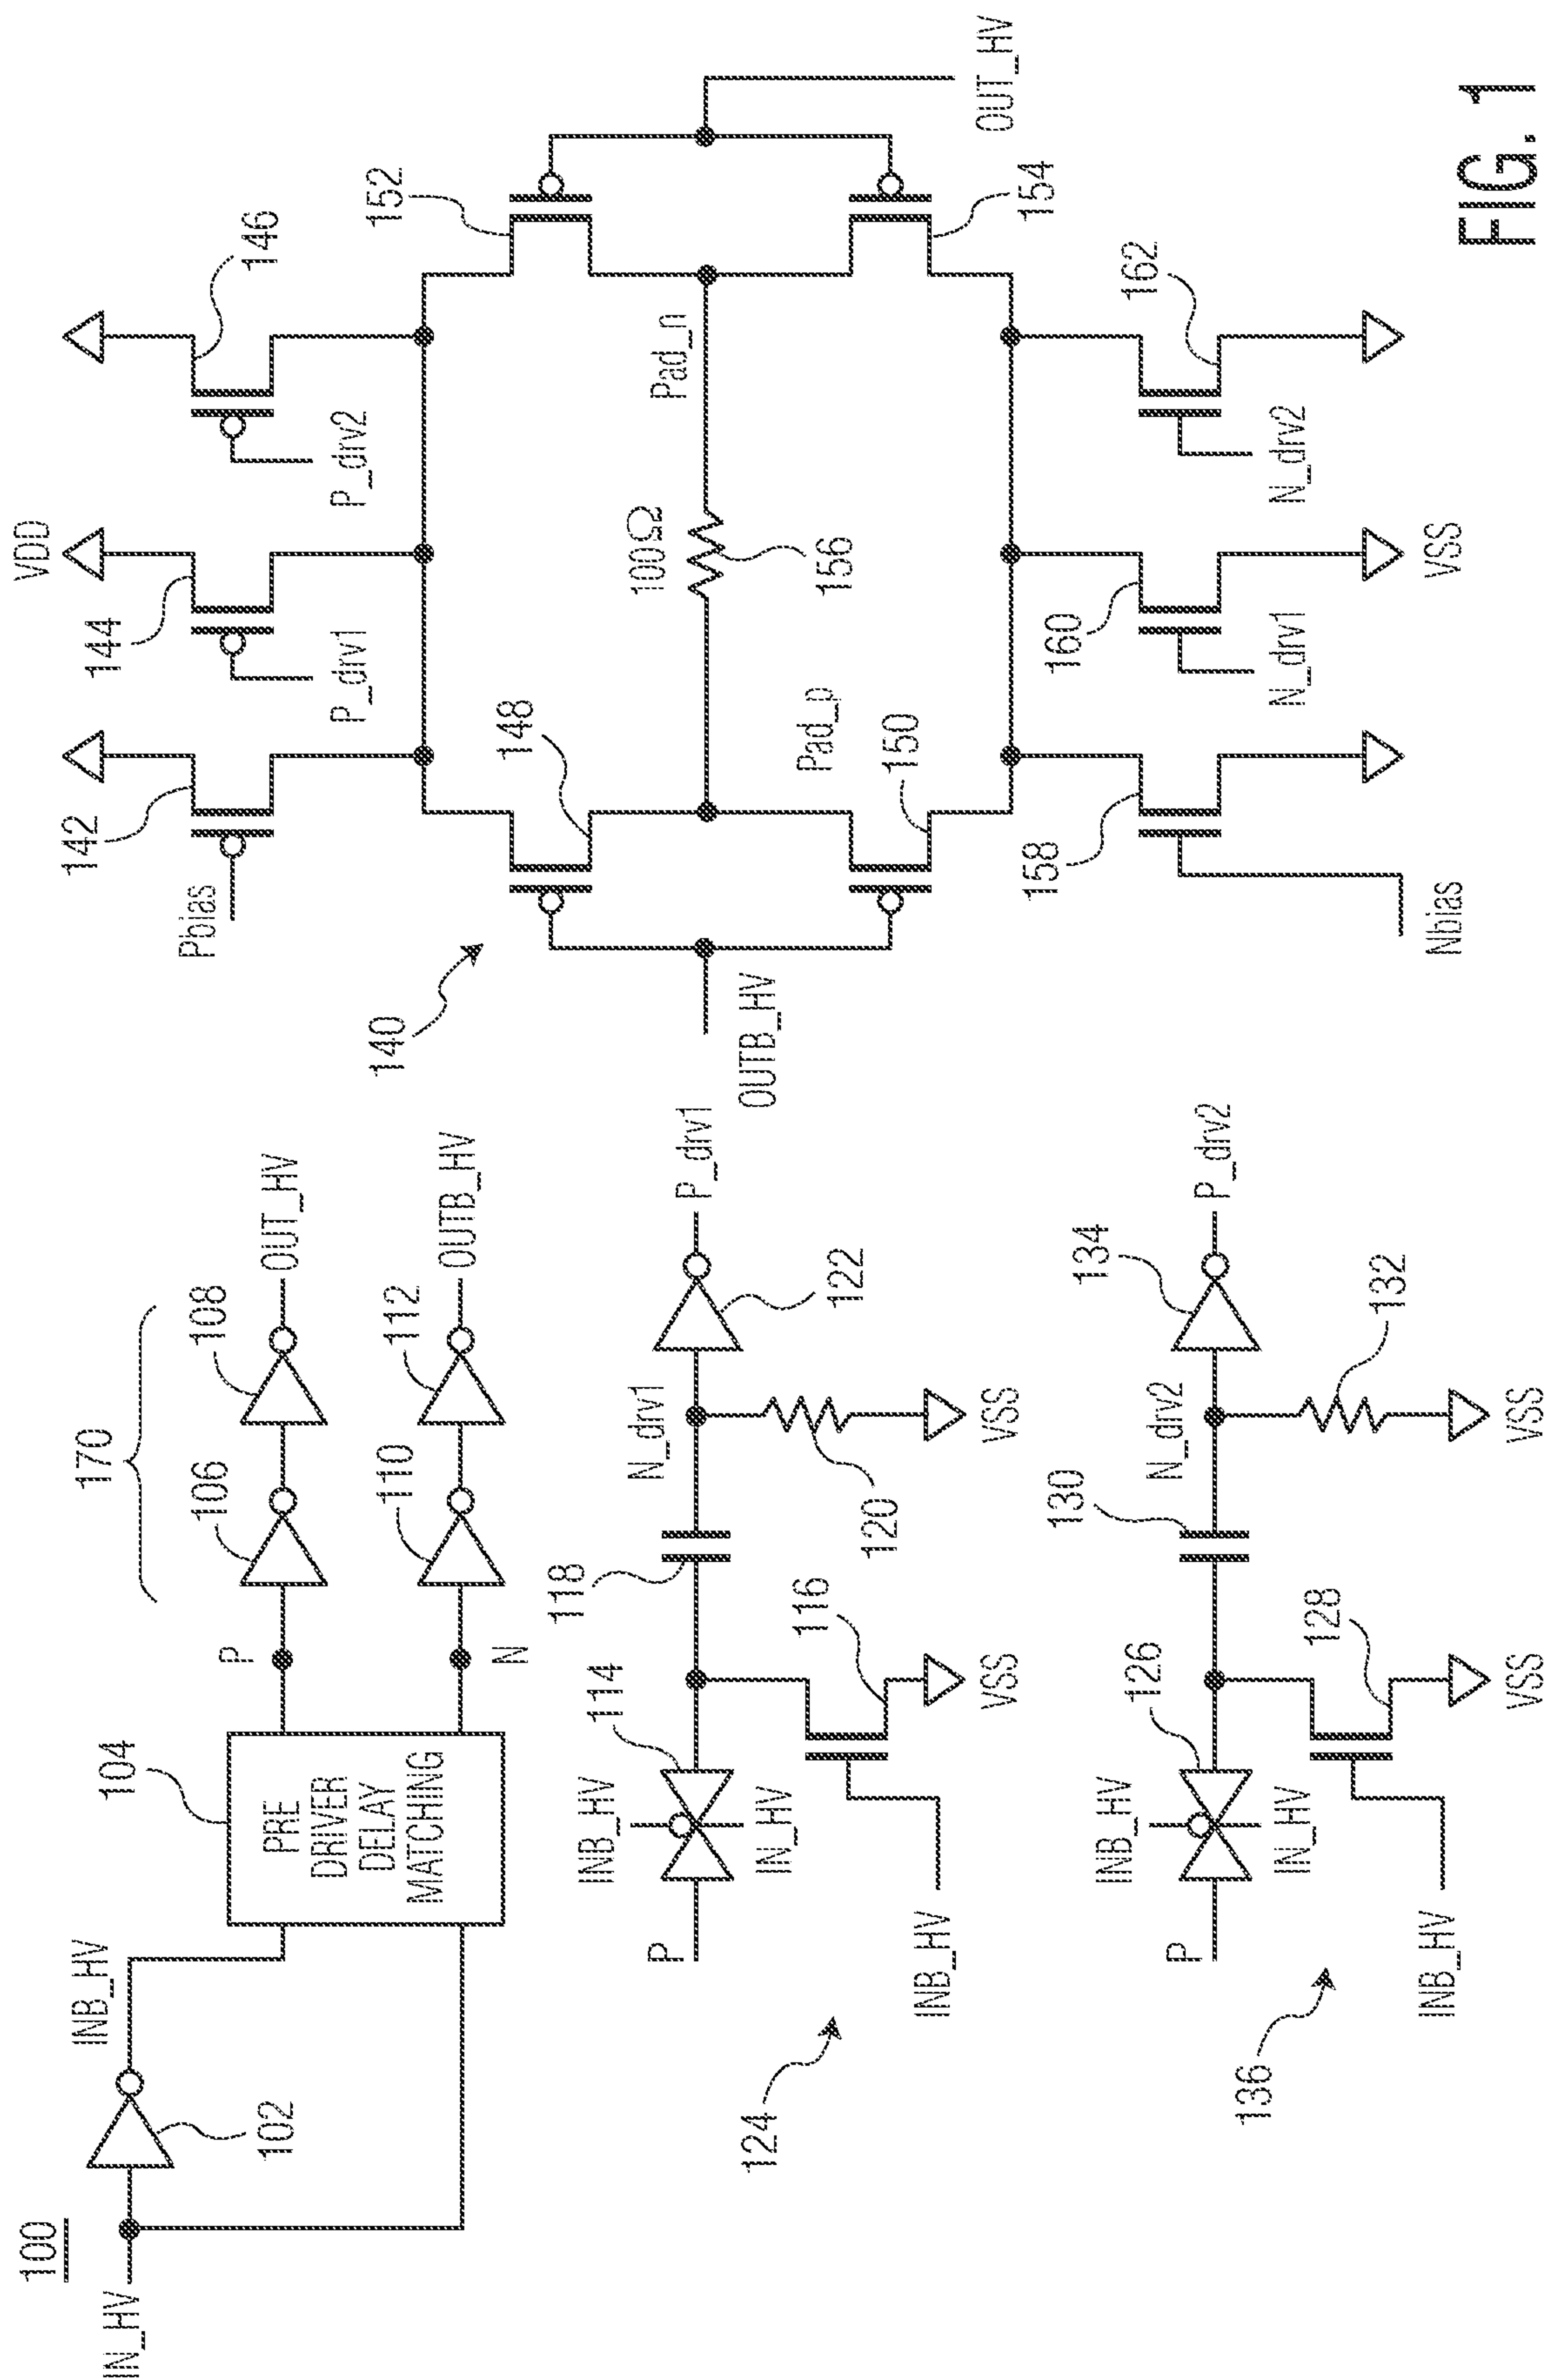 100
IN_HV
102
INB_HV
104
PRE
DRIVER
DELAY
MATCHING
P
N
170
106
108
OUT_HV
110
112
OUTB_HV
124
P
INB_HV
IN_HV
114
INB_HV
116
VSS
118
N_drv1
120
VSS
122
P_drv1
136
P
INB_HV
IN_HV
126
INB_HV
128
VSS
130
N_drv2
132
VSS
134
P_drv2
140
Pbias
142
VDD
144
P_drv1
146
P_drv2
148
152
OUTB_HV
Pad_p
100Ω
156
Pad_n
OUT_HV
150
154
Nbias
158
160
N_drv1
VSS
162
N_drv2
FIG. 1